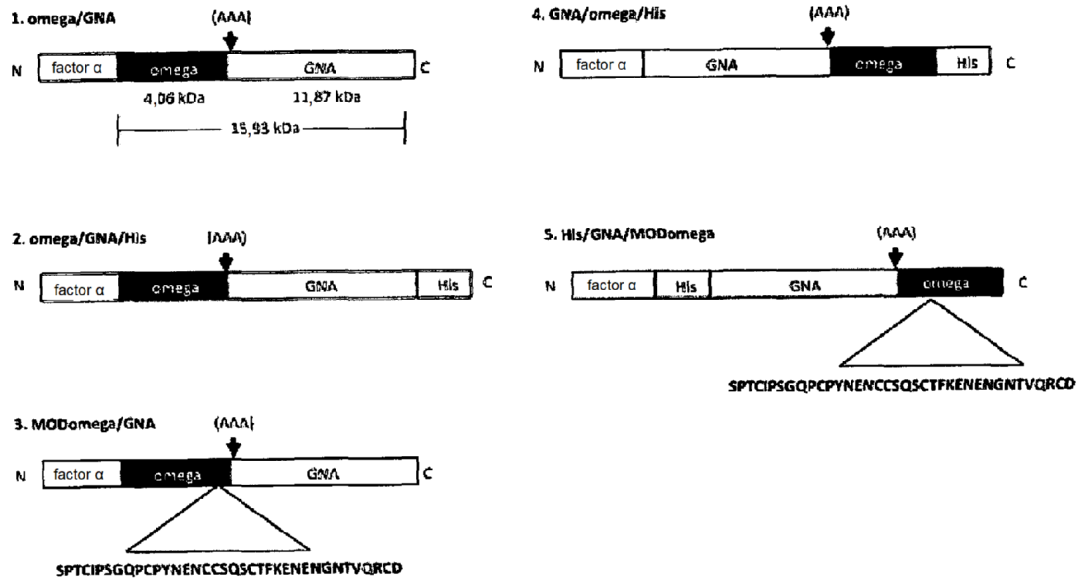 1. omega/GNA
(AAA)
N factor α omega GNA C
4,06 kDa 11,87 kDa
15,93 kDa
2. omega/GNA/His
(AAA)
N factor α omega GNA His C
3. MODomega/GNA
(AAA)
N factor α omega GNA C
SPTCIPSGQPCPYNENCCSQSCTFKENENGNTVQRCD
4. GNA/omega/His
(AAA)
N factor α GNA omega His C
5. His/GNA/MODomega
(AAA)
N factor α His GNA omega C
SPTCIPSGQPCPYNENCCSQSCTFKENENGNTVQRCD